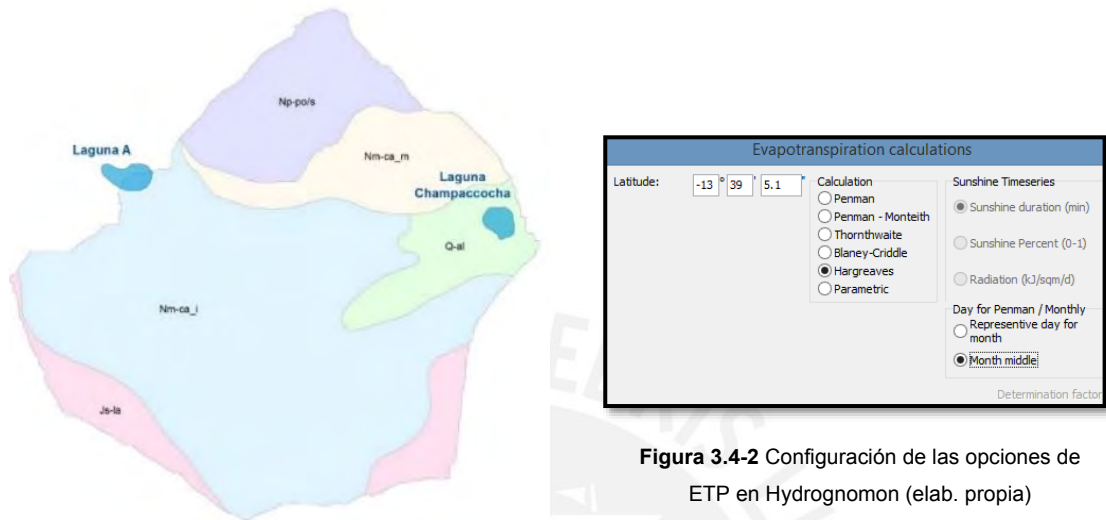 Np-po/s
Laguna A
Nm-ca_m
Laguna
Champaccocha
Q-al
Nm-ca_i
Js-la
Evapotranspiration calculations
Latitude: -13 ° 39 ' 5.1 "
Calculation
Penman
Penman - Monteith
Thornthwaite
Blaney-Criddle
Hargreaves
Parametric
Sunshine Timeseries
Sunshine duration (min)
Sunshine Percent (0-1)
Radiation (kJ/sqm/d)
Day for Penman / Monthly
Representive day for
month
Month middle
Determination factor
Figura 3.4-2 Configuración de las opciones de
ETP en Hydrognomon (elab. propia)